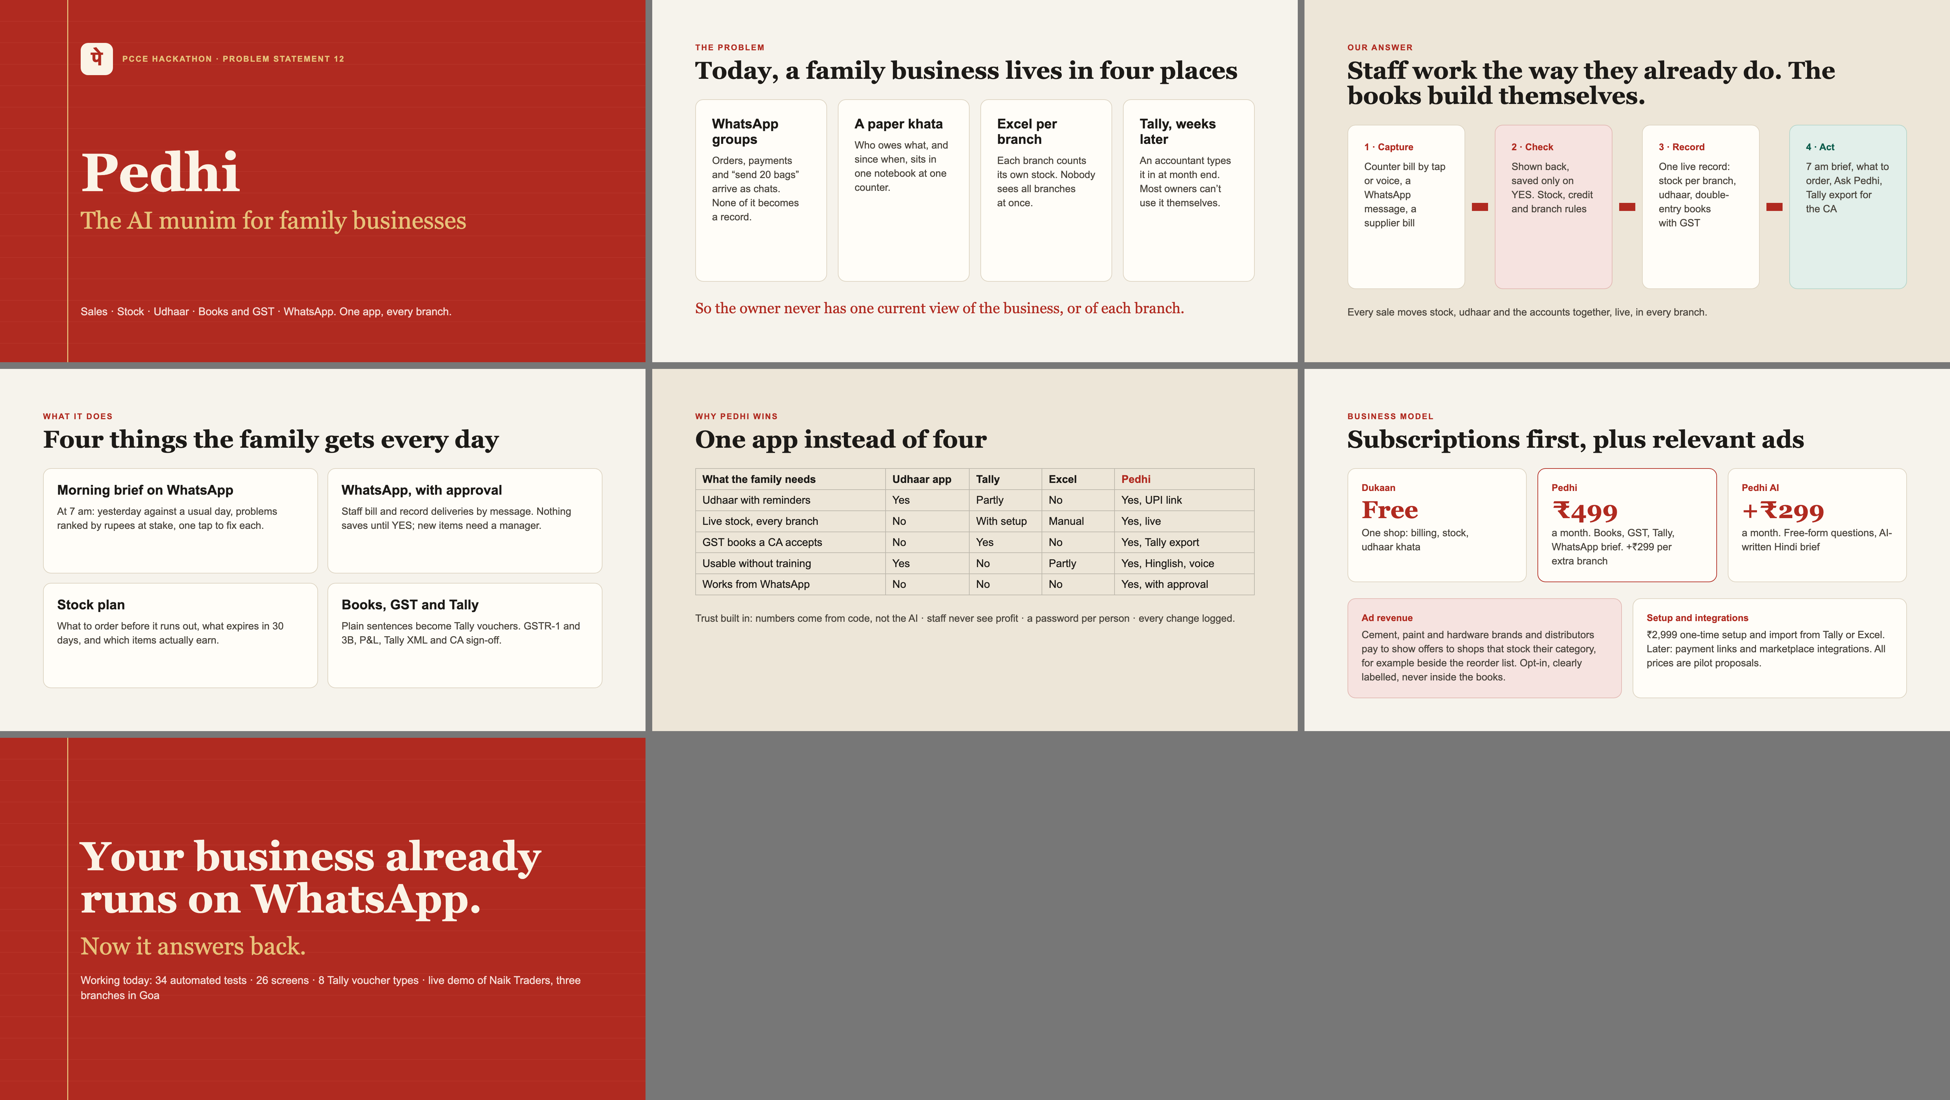 पे
PCCE HACKATHON · PROBLEM STATEMENT 12
Pedhi
The AI munim for family businesses
Sales · Stock · Udhaar · Books and GST · WhatsApp. One app, every branch.
THE PROBLEM
Today, a family business lives in four places
WhatsApp
groups
Orders, payments
and “send 20 bags”
arrive as chats.
None of it becomes
a record.
A paper khata
Who owes what, and
since when, sits in
one notebook at one
counter.
Excel per
branch
Each branch counts
its own stock. Nobody
sees all branches
at once.
Tally, weeks
later
An accountant types
it in at month end.
Most owners can’t
use it themselves.
So the owner never has one current view of the business, or of each branch.
OUR ANSWER
Staff work the way they already do. The
books build themselves.
1 · Capture
Counter bill by tap
or voice, a
WhatsApp
message, a
supplier bill
2 · Check
Shown back,
saved only on
YES. Stock, credit
and branch rules
3 · Record
One live record:
stock per branch,
udhaar, double-
entry books
with GST
4 · Act
7 am brief, what to
order, Ask Pedhi,
Tally export for
the CA
Every sale moves stock, udhaar and the accounts together, live, in every branch.
WHAT IT DOES
Four things the family gets every day
Morning brief on WhatsApp
At 7 am: yesterday against a usual day, problems
ranked by rupees at stake, one tap to fix each.
WhatsApp, with approval
Staff bill and record deliveries by message. Nothing
saves until YES; new items need a manager.
Stock plan
What to order before it runs out, what expires in 30
days, and which items actually earn.
Books, GST and Tally
Plain sentences become Tally vouchers. GSTR-1 and
3B, P&L, Tally XML and CA sign-off.
WHY PEDHI WINS
One app instead of four
What the family needs Udhaar app Tally Excel Pedhi
Udhaar with reminders Yes Partly No Yes, UPI link
Live stock, every branch No With setup Manual Yes, live
GST books a CA accepts No Yes No Yes, Tally export
Usable without training Yes No Partly Yes, Hinglish, voice
Works from WhatsApp No No No Yes, with approval
Trust built in: numbers come from code, not the AI · staff never see profit · a password per person · every change logged.
BUSINESS MODEL
Subscriptions first, plus relevant ads
Dukaan
Free
One shop: billing, stock,
udhaar khata
Pedhi
₹499
a month. Books, GST, Tally,
WhatsApp brief. +₹299 per
extra branch
Pedhi AI
+₹299
a month. Free-form questions, AI-
written Hindi brief
Ad revenue
Cement, paint and hardware brands and distributors
pay to show offers to shops that stock their category,
for example beside the reorder list. Opt-in, clearly
labelled, never inside the books.
Setup and integrations
₹2,999 one-time setup and import from Tally or Excel.
Later: payment links and marketplace integrations. All
prices are pilot proposals.
Your business already
runs on WhatsApp.
Now it answers back.
Working today: 34 automated tests · 26 screens · 8 Tally voucher types · live demo of Naik Traders, three
branches in Goa